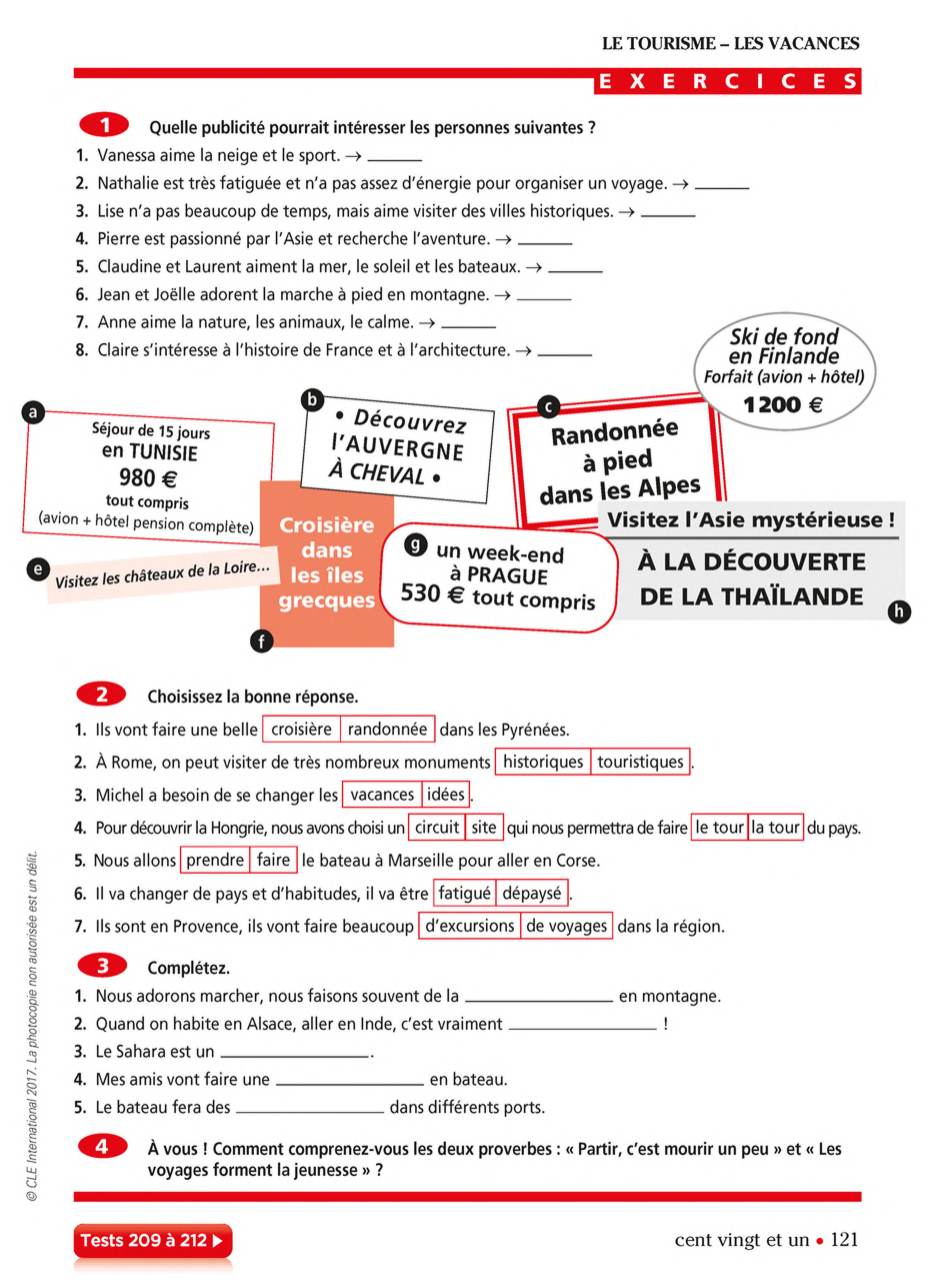 LE TOURISME – LES VACANCES
EXERCICES
1 Quelle publicité pourrait intéresser les personnes suivantes ?
1. Vanessa aime la neige et le sport. → ______
2. Nathalie est très fatiguée et n'a pas assez d'énergie pour organiser un voyage. → ______
3. Lise n'a pas beaucoup de temps, mais aime visiter des villes historiques. → ______
4. Pierre est passionné par l'Asie et recherche l'aventure. → ______
5. Claudine et Laurent aiment la mer, le soleil et les bateaux. → ______
6. Jean et Joëlle adorent la marche à pied en montagne. → ______
7. Anne aime la nature, les animaux, le calme. → ______
8. Claire s'intéresse à l'histoire de France et à l'architecture. → ______
Ski de fond
en Finlande
Forfait (avion + hôtel)
1200 €
a
Séjour de 15 jours
en TUNISIE
980 €
tout compris
(avion + hôtel pension complète)
b
• Découvrez
l'AUVERGNE
À CHEVAL •
c
Randonnée
à pied
dans les Alpes
e
Visitez les châteaux de la Loire...
Croisière
dans
les îles
grecques
f
g
un week-end
à PRAGUE
530 € tout compris
Visitez l'Asie mystérieuse !
À LA DÉCOUVERTE
DE LA THAÏLANDE
h
2 Choisissez la bonne réponse.
1. Ils vont faire une belle croisière randonnée dans les Pyrénées.
2. À Rome, on peut visiter de très nombreux monuments historiques touristiques .
3. Michel a besoin de se changer les vacances idées .
4. Pour découvrir la Hongrie, nous avons choisi un circuit site qui nous permettra de faire le tour la tour du pays.
5. Nous allons prendre faire le bateau à Marseille pour aller en Corse.
6. Il va changer de pays et d'habitudes, il va être fatigué dépaysé .
7. Ils sont en Provence, ils vont faire beaucoup d'excursions de voyages dans la région.
3 Complétez.
1. Nous adorons marcher, nous faisons souvent de la ______ en montagne.
2. Quand on habite en Alsace, aller en Inde, c'est vraiment ______ !
3. Le Sahara est un ______.
4. Mes amis vont faire une ______ en bateau.
5. Le bateau fera des ______ dans différents ports.
4 À vous ! Comment comprenez-vous les deux proverbes : « Partir, c'est mourir un peu » et « Les
voyages forment la jeunesse » ?
© CLE International 2017. La photocopie non autorisée est un délit.
Tests 209 à 212
cent vingt et un • 121